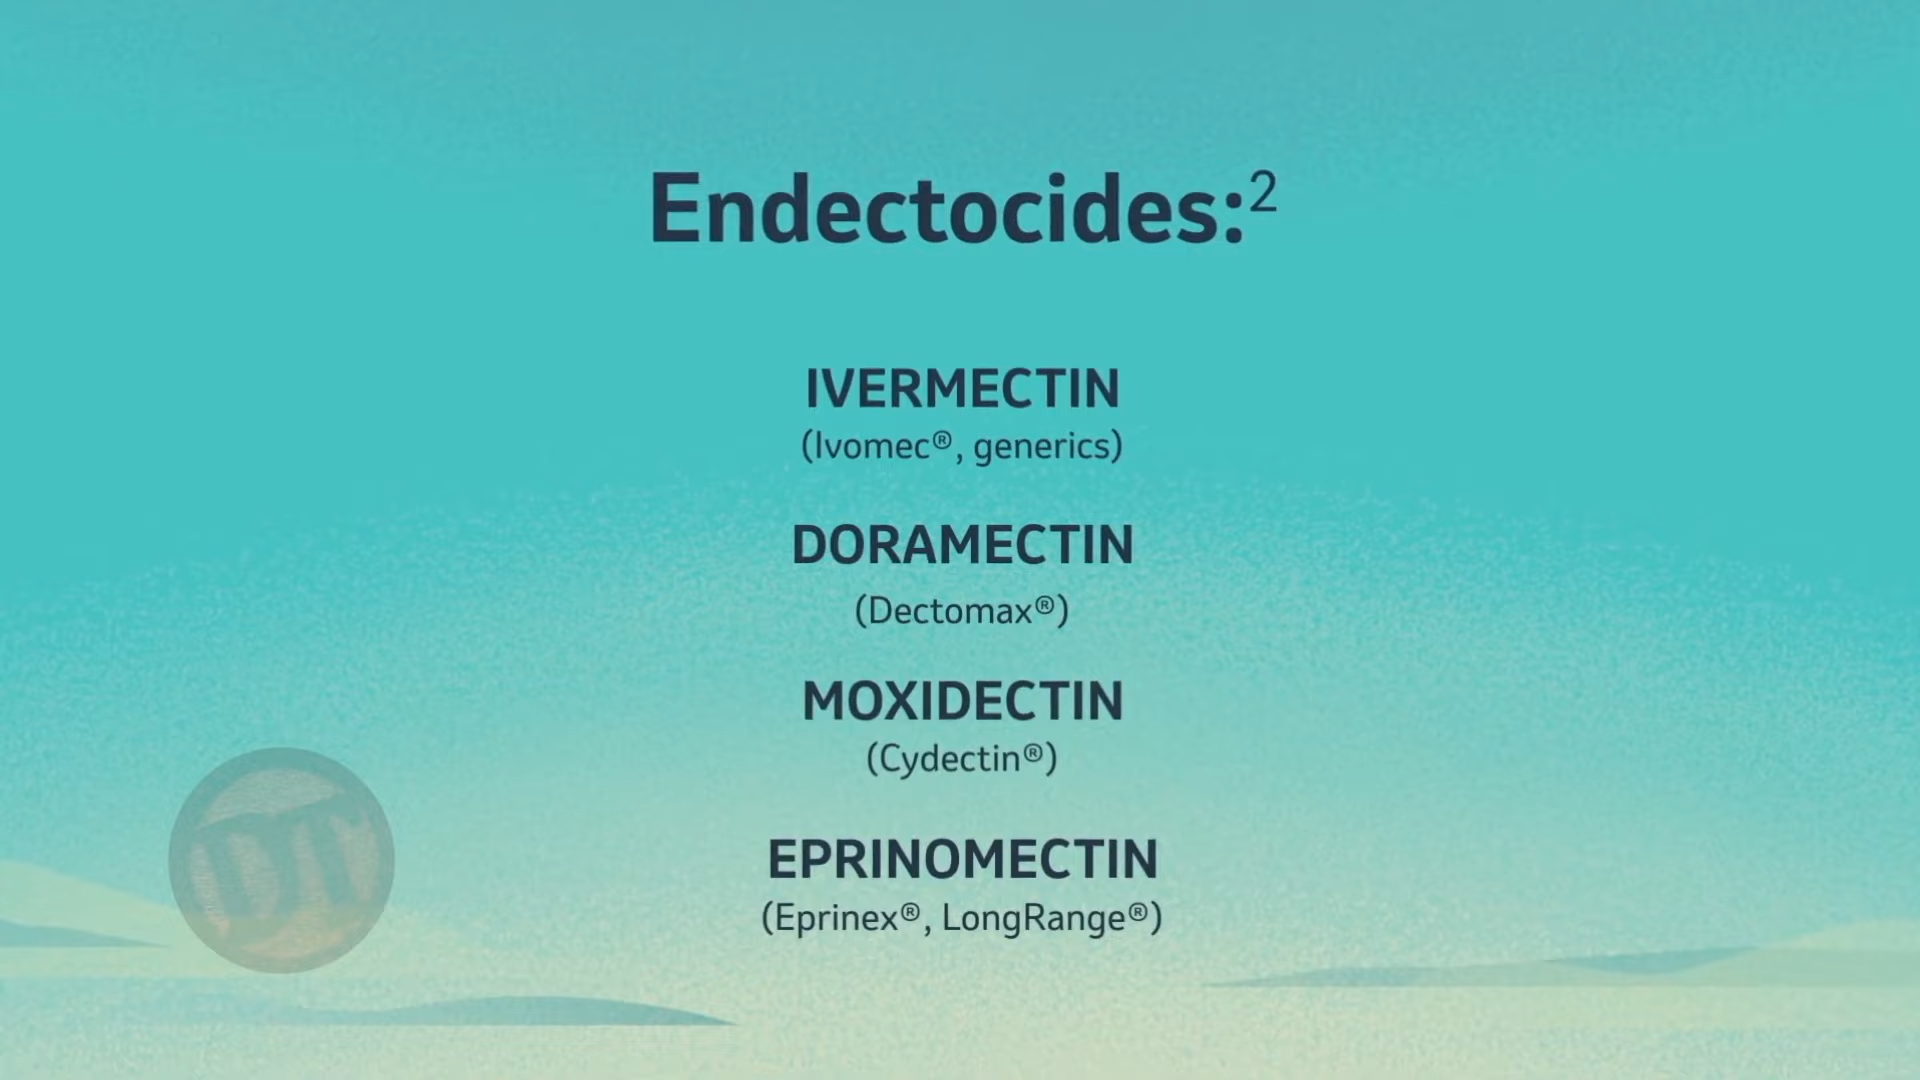 Endectocides:²
IVERMECTIN
(Ivomec®, generics)
DORAMECTIN
(Dectomax®)
MOXIDECTIN
(Cydectin®)
EPRINOMECTIN
(Eprinex®, LongRange®)